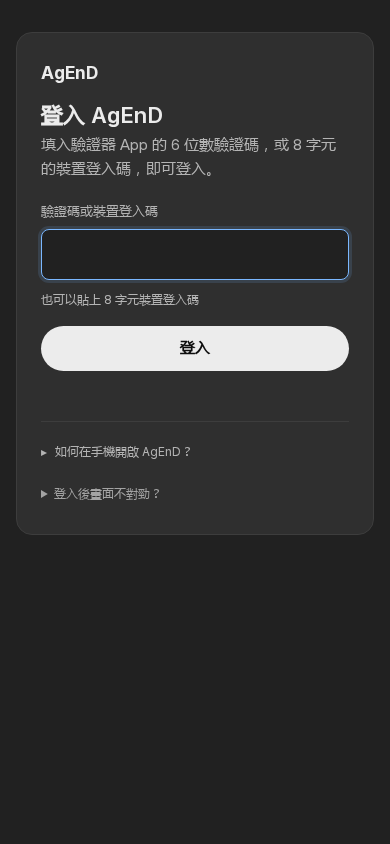 AgEnD
登入 AgEnD
填入驗證器 App 的 6 位數驗證碼，或 8 字元
的裝置登入碼，即可登入。
驗證碼或裝置登入碼
也可以貼上 8 字元裝置登入碼
登入
▸ 如何在手機開啟 AgEnD？
▶ 登入後畫面不對勁？